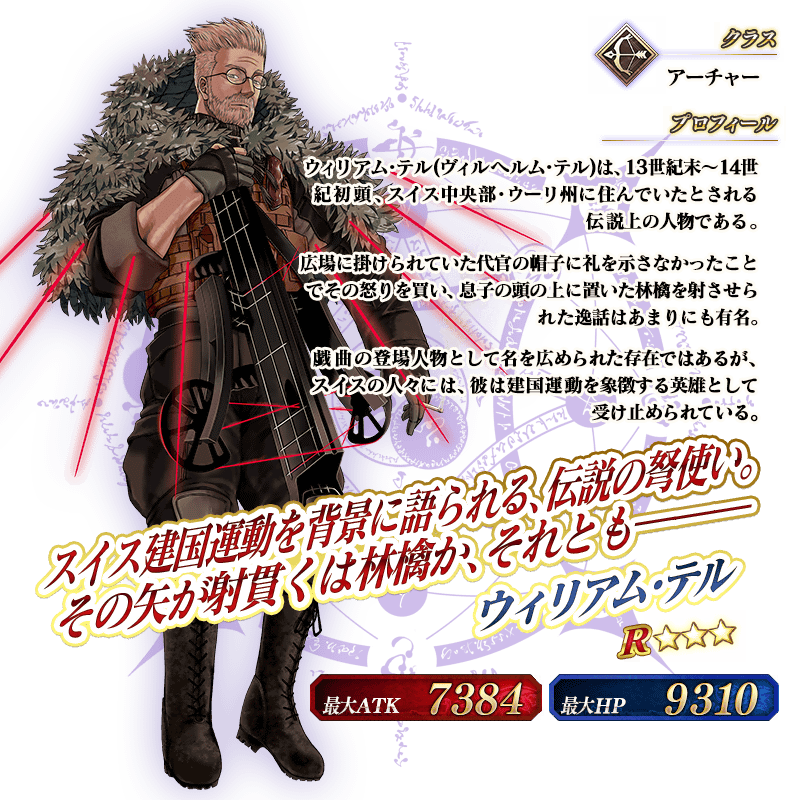 クラス
アーチャー
プロフィール
ウィリアム・テル(ヴィルヘルム・テル)は、13世紀末〜14世
紀初頭、スイス中央部・ウーリ州に住んでいたとされる
伝説上の人物である。
広場に掛けられていた代官の帽子に礼を示さなかったこと
でその怒りを買い、息子の頭の上に置いた林檎を射させら
れた逸話はあまりにも有名。
戯曲の登場人物として名を広められた存在ではあるが、
スイスの人々には、彼は建国運動を象徴する英雄として
受け止められている。
スイス建国運動を背景に語られる、伝説の弩使い。
その矢が射貫くは林檎か、それとも――
ウィリアム・テル
R
最大ATK 7384
最大HP 9310